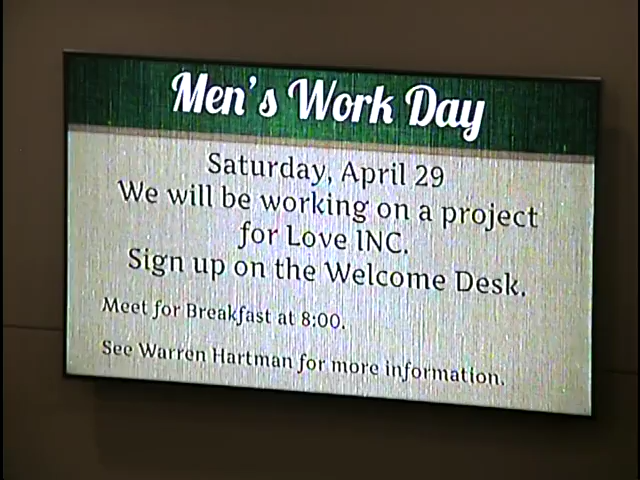 Men's Work Day
Saturday, April 29
We will be working on a project
for Love INC.
Sign up on the Welcome Desk.
Meet for Breakfast at 8:00.
See Warren Hartman for more information.